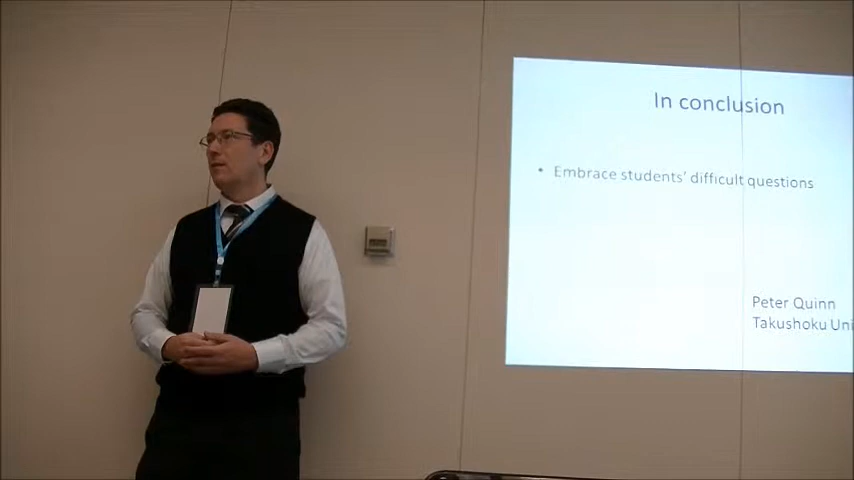 In conclusion
• Embrace students' difficult questions
Peter Quinn
Takushoku Uni